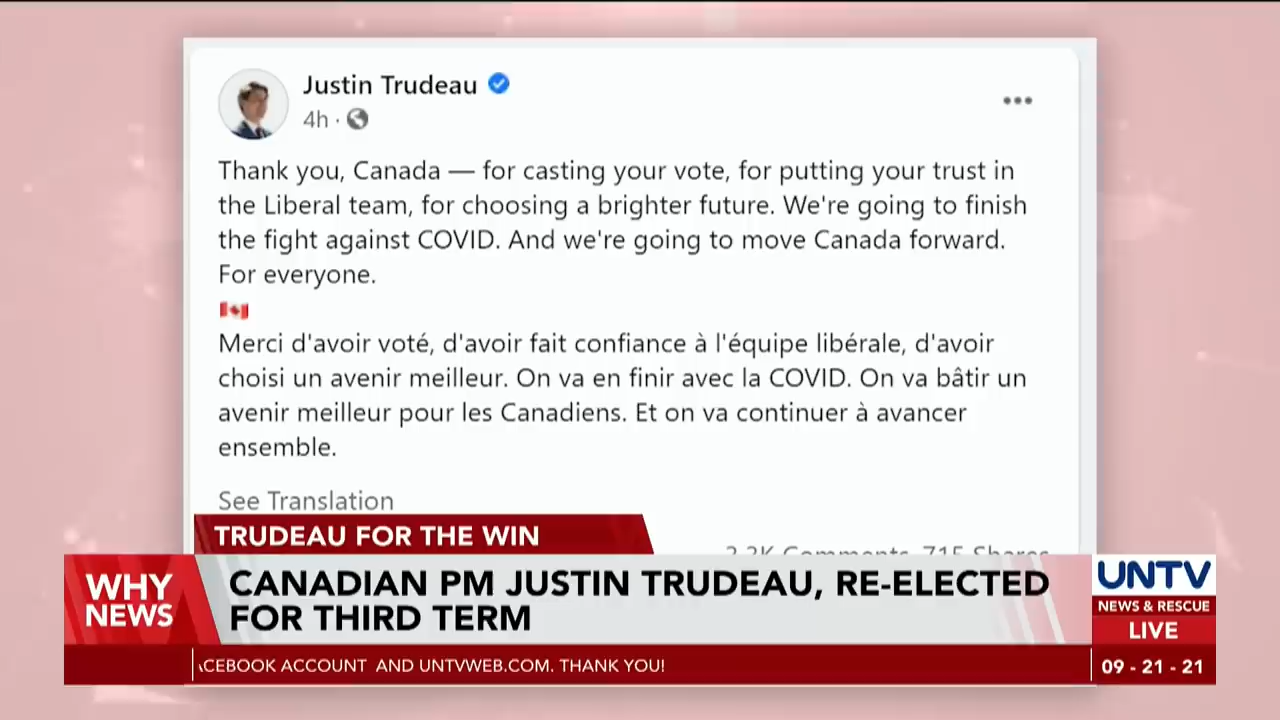 Justin Trudeau
4h ·
Thank you, Canada — for casting your vote, for putting your trust in
the Liberal team, for choosing a brighter future. We're going to finish
the fight against COVID. And we're going to move Canada forward.
For everyone.
Merci d'avoir voté, d'avoir fait confiance à l'équipe libérale, d'avoir
choisi un avenir meilleur. On va en finir avec la COVID. On va bâtir un
avenir meilleur pour les Canadiens. Et on va continuer à avancer
ensemble.
See Translation
Comments 715 Shares
TRUDEAU FOR THE WIN
WHY
NEWS
CANADIAN PM JUSTIN TRUDEAU, RE-ELECTED
FOR THIRD TERM
UNTV
NEWS & RESCUE
LIVE
ACEBOOK ACCOUNT AND UNTVWEB.COM. THANK YOU!
09 - 21 - 21